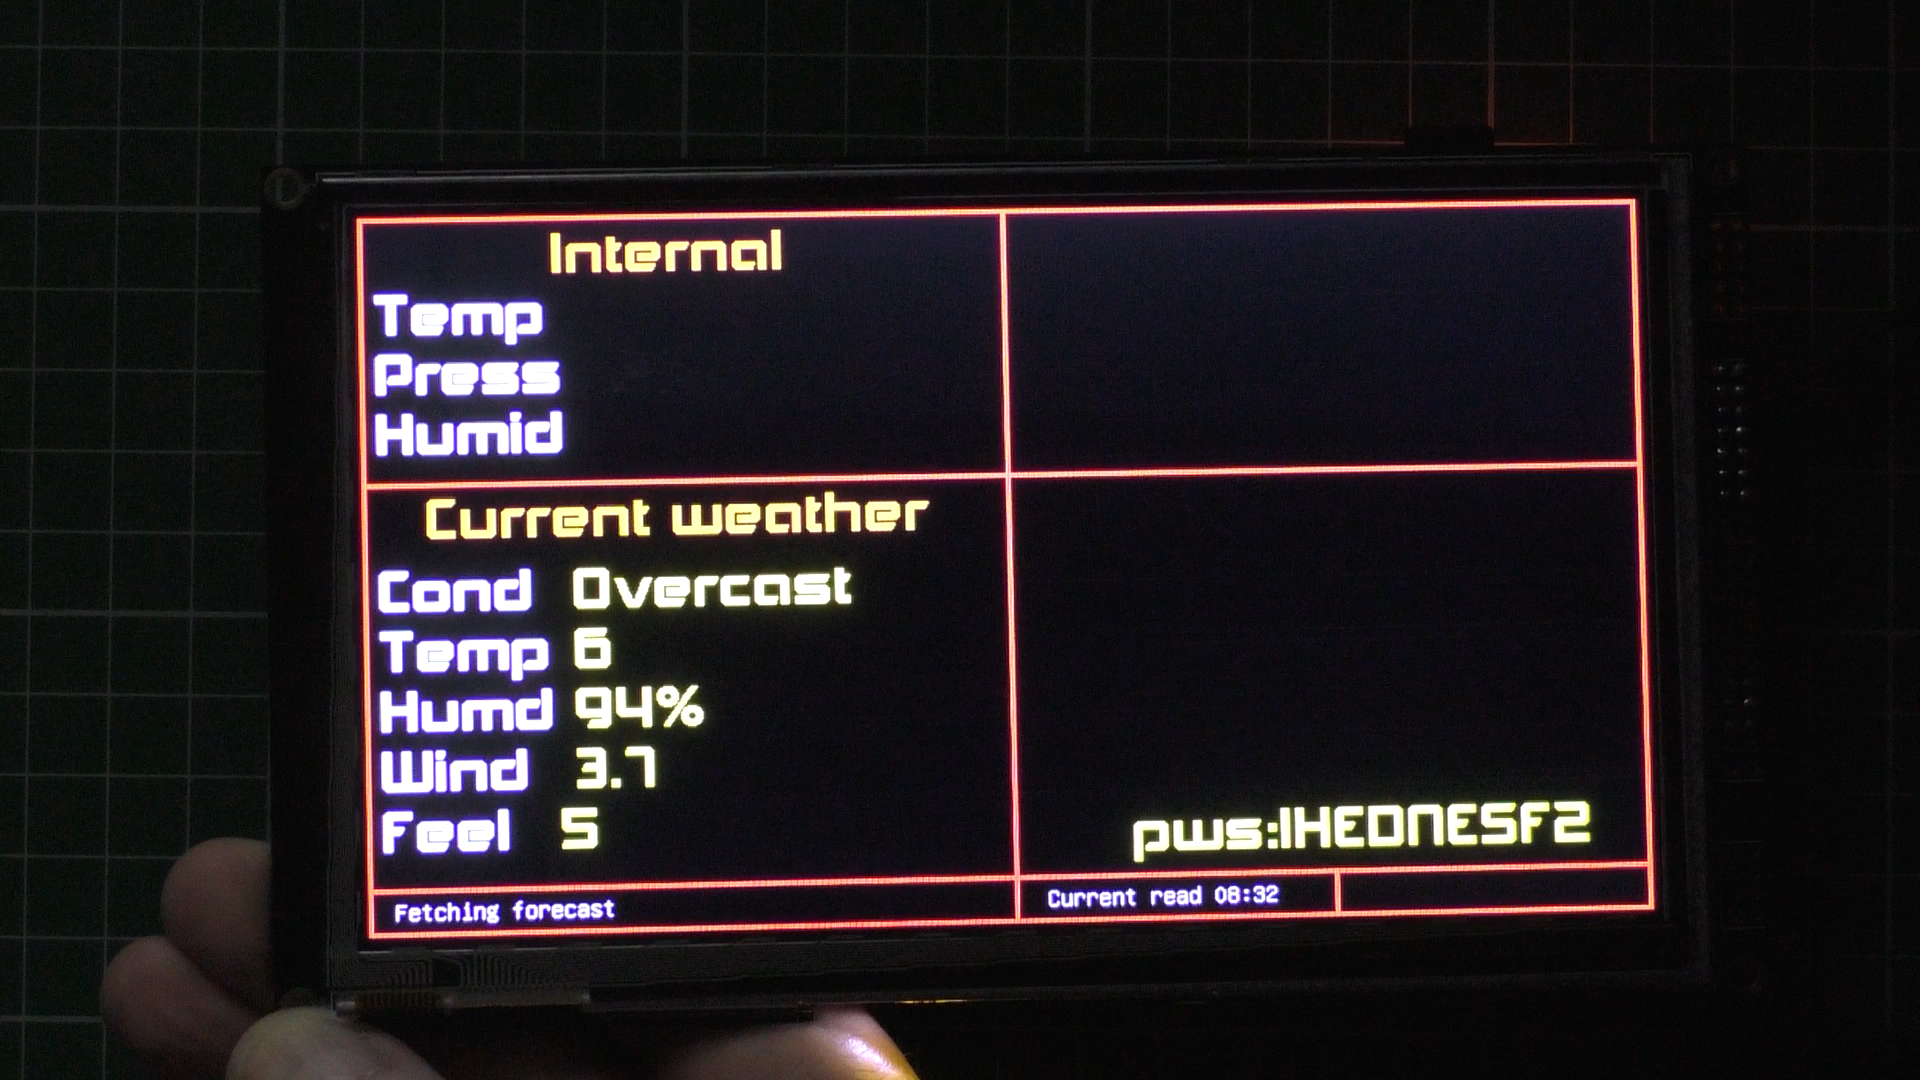 Internal
Temp
Press
Humid
Current weather
Cond Overcast
Temp 6
Humd 94%
Wind 3.7
Feel 5
pws:IHEDNESF2
Fetching forecast
Current read 08:32